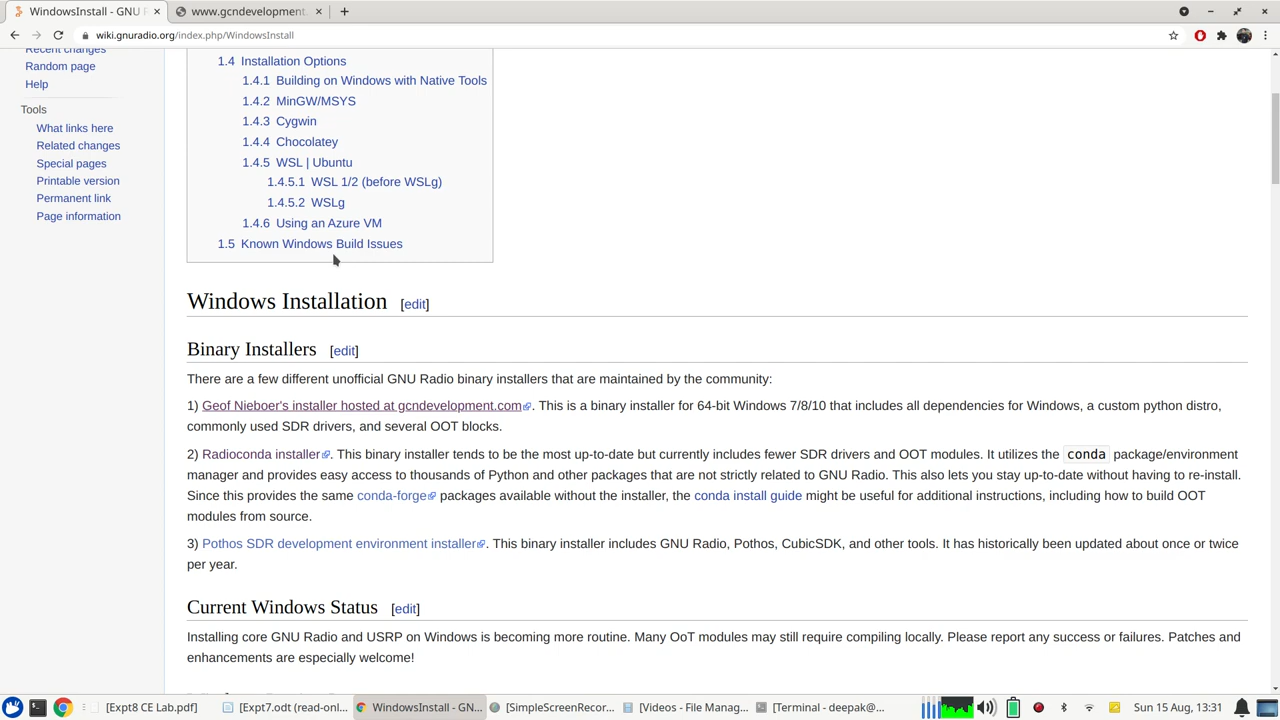 WindowsInstall - GNU R
www.gcndevelopment.
wiki.gnuradio.org/index.php/WindowsInstall
Recent changes
Random page
Help
Tools
What links here
Related changes
Special pages
Printable version
Permanent link
Page information
1.4 Installation Options
1.4.1 Building on Windows with Native Tools
1.4.2 MinGW/MSYS
1.4.3 Cygwin
1.4.4 Chocolatey
1.4.5 WSL | Ubuntu
1.4.5.1 WSL 1/2 (before WSLg)
1.4.5.2 WSLg
1.4.6 Using an Azure VM
1.5 Known Windows Build Issues
Windows Installation [edit]
Binary Installers [edit]
There are a few different unofficial GNU Radio binary installers that are maintained by the community:
1) Geof Nieboer's installer hosted at gcndevelopment.com. This is a binary installer for 64-bit Windows 7/8/10 that includes all dependencies for Windows, a custom python distro,
commonly used SDR drivers, and several OOT blocks.
2) Radioconda installer. This binary installer tends to be the most up-to-date but currently includes fewer SDR drivers and OOT modules. It utilizes the conda package/environment
manager and provides easy access to thousands of Python and other packages that are not strictly related to GNU Radio. This also lets you stay up-to-date without having to re-install.
Since this provides the same conda-forge packages available without the installer, the conda install guide might be useful for additional instructions, including how to build OOT
modules from source.
3) Pothos SDR development environment installer. This binary installer includes GNU Radio, Pothos, CubicSDK, and other tools. It has historically been updated about once or twice
per year.
Current Windows Status [edit]
Installing core GNU Radio and USRP on Windows is becoming more routine. Many OoT modules may still require compiling locally. Please report any success or failures. Patches and
enhancements are especially welcome!
[Expt8 CE Lab.pdf]
[Expt7.odt (read-onl...
WindowsInstall - GN...
[SimpleScreenRecor...
[Videos - File Manag...
[Terminal - deepak@...
Sun 15 Aug, 13:31